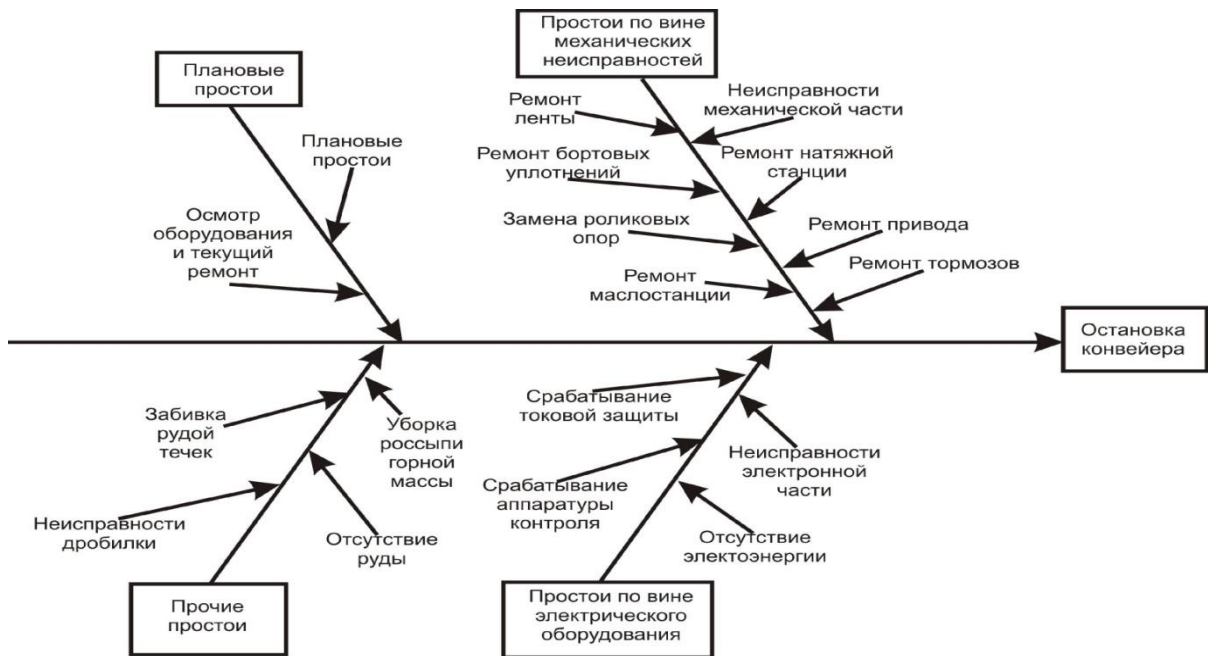 Плановые
простои
Плановые
простои
Осмотр
оборудования
и текущий
ремонт
Простои по вине
механических
неисправностей
Ремонт
ленты
Неисправности
механической части
Ремонт бортовых
уплотнений
Ремонт натяжной
станции
Замена роликовых
опор
Ремонт привода
Ремонт
маслостанции
Ремонт тормозов
Остановка
конвейера
Забивка
рудой
течек
Уборка
россыпи
горной
массы
Неисправности
дробилки
Отсутствие
руды
Прочие
простои
Срабатывание
токовой защиты
Неисправности
электронной
части
Срабатывание
аппаратуры
контроля
Отсутствие
электоэнергии
Простои по вине
электрического
оборудования